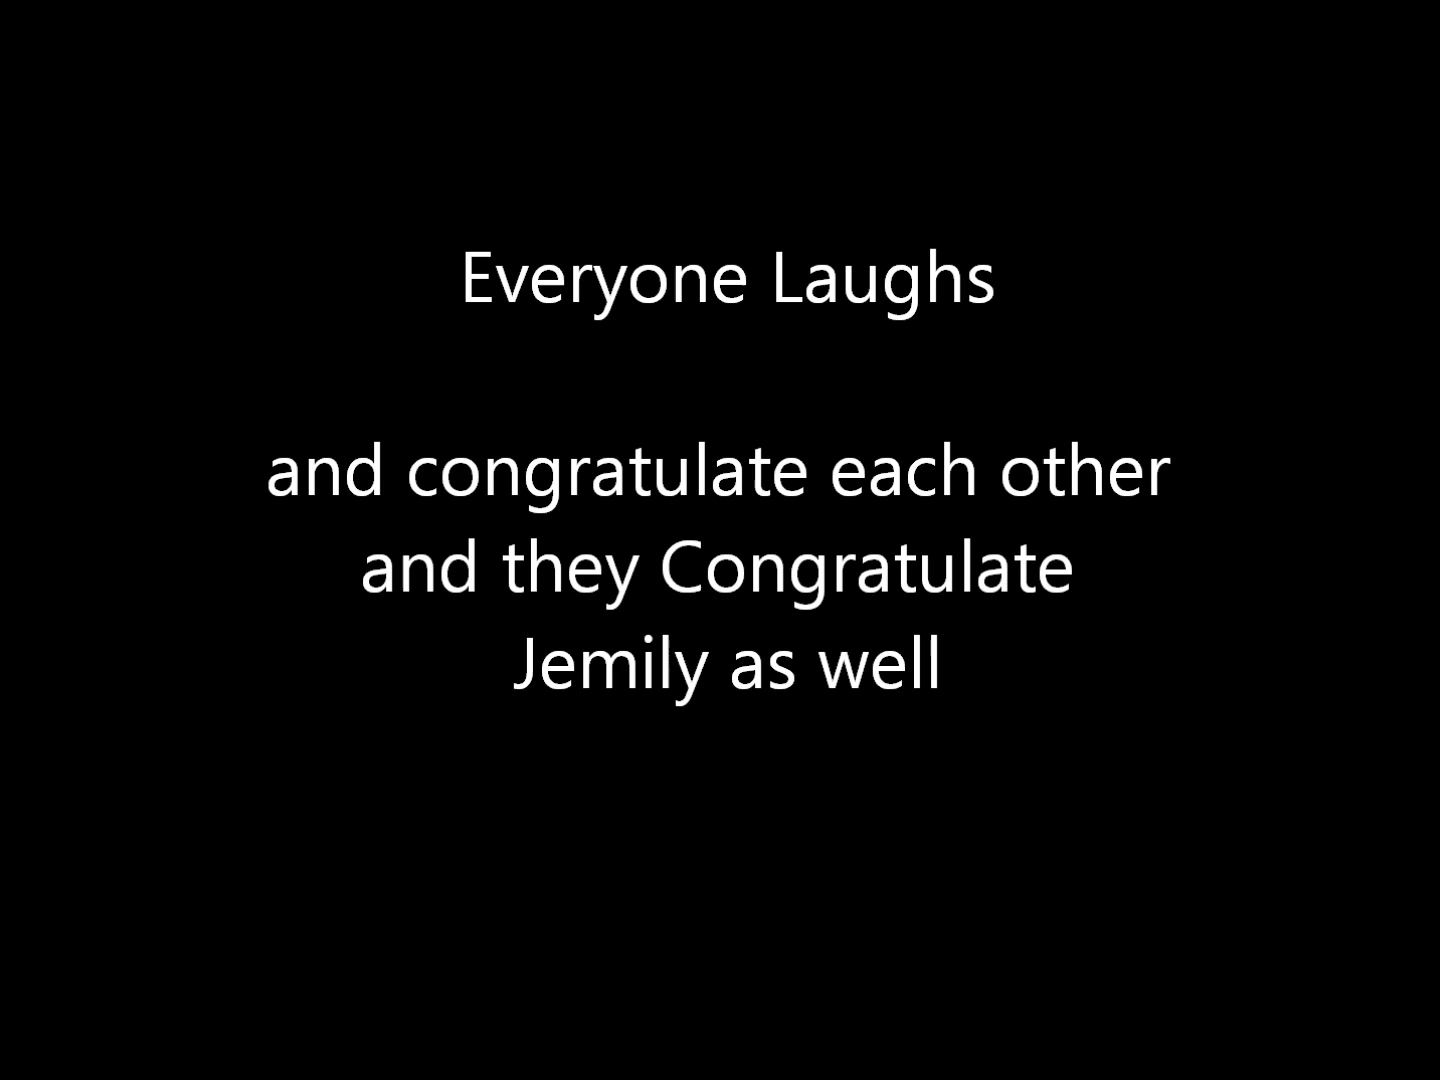 Everyone Laughs
and congratulate each other
and they Congratulate
Jemily as well